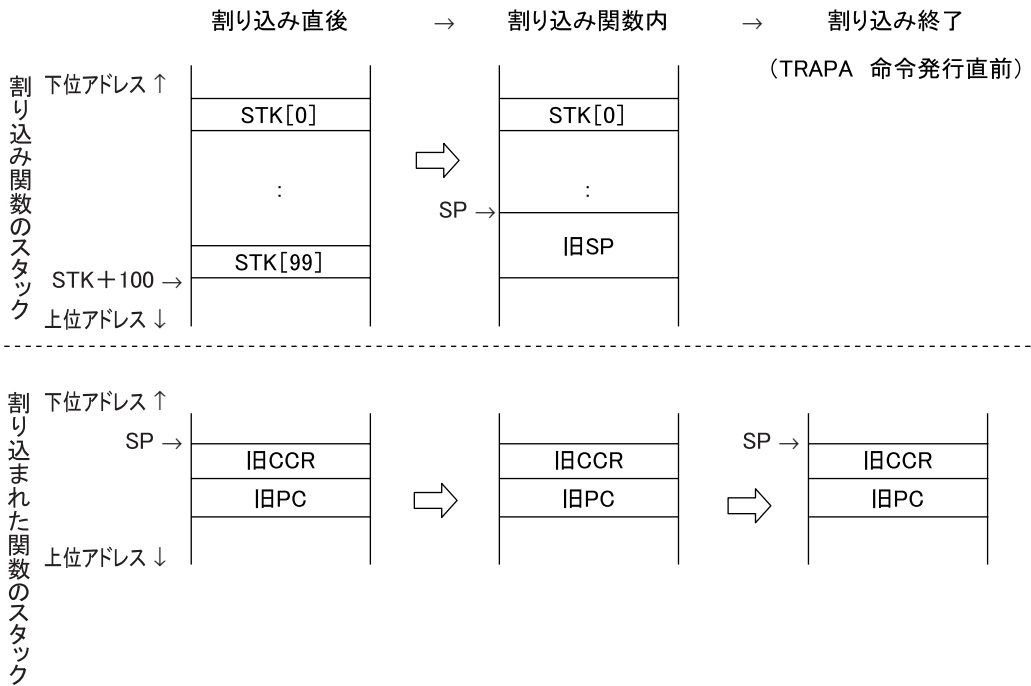 割り込み直後 → 割り込み関数内 → 割り込み終了
(TRAPA 命令発行直前)
割り込み関数のスタック
下位アドレス ↑
STK[0]
:
STK[99]
STK＋100 →
上位アドレス ↓
STK[0]
:
SP →
旧SP
割り込まれた関数のスタック
下位アドレス ↑
SP →
旧CCR
旧PC
上位アドレス ↓
旧CCR
旧PC
SP →
旧CCR
旧PC